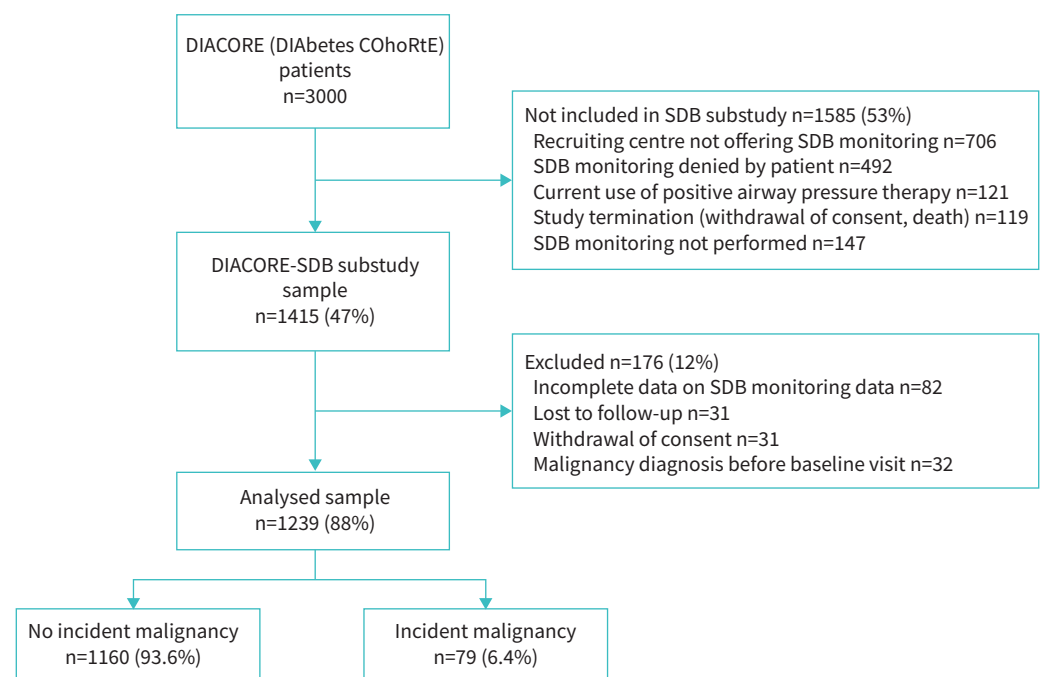 DIACORE (DIAbetes COhoRtE)
patients
n=3000
Not included in SDB substudy n=1585 (53%)
Recruiting centre not offering SDB monitoring n=706
SDB monitoring denied by patient n=492
Current use of positive airway pressure therapy n=121
Study termination (withdrawal of consent, death) n=119
SDB monitoring not performed n=147
DIACORE-SDB substudy
sample
n=1415 (47%)
Excluded n=176 (12%)
Incomplete data on SDB monitoring data n=82
Lost to follow-up n=31
Withdrawal of consent n=31
Malignancy diagnosis before baseline visit n=32
Analysed sample
n=1239 (88%)
No incident malignancy
n=1160 (93.6%)
Incident malignancy
n=79 (6.4%)